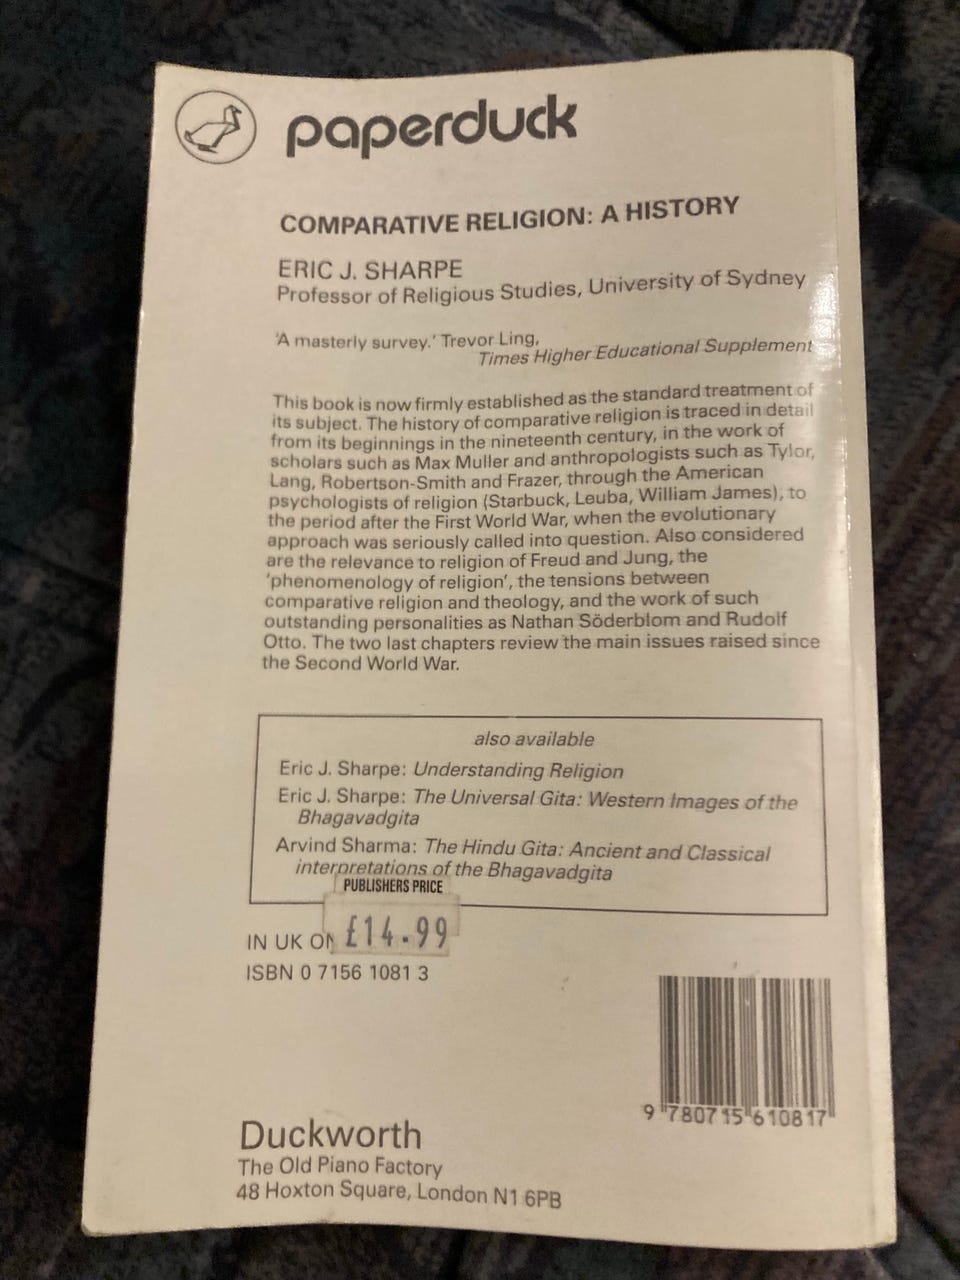 paperduck
COMPARATIVE RELIGION: A HISTORY
ERIC J. SHARPE
Professor of Religious Studies, University of Sydney
'A masterly survey.' Trevor Ling,
Times Higher Educational Supplement
This book is now firmly established as the standard treatment of
its subject. The history of comparative religion is traced in detail
from its beginnings in the nineteenth century, in the work of
scholars such as Max Muller and anthropologists such as Tylor,
Lang, Robertson-Smith and Frazer, through the American
psychologists of religion (Starbuck, Leuba, William James), to
the period after the First World War, when the evolutionary
approach was seriously called into question. Also considered
are the relevance to religion of Freud and Jung, the
'phenomenology of religion', the tensions between
comparative religion and theology, and the work of such
outstanding personalities as Nathan Söderblom and Rudolf
Otto. The two last chapters review the main issues raised since
the Second World War.
also available
Eric J. Sharpe: Understanding Religion
Eric J. Sharpe: The Universal Gita: Western Images of the
Bhagavadgita
Arvind Sharma: The Hindu Gita: Ancient and Classical
interpretations of the Bhagavadgita
PUBLISHERS PRICE
£14.99
IN UK
ISBN 0 7156 1081 3
9 780715 610817
Duckworth
The Old Piano Factory
48 Hoxton Square, London N1 6PB